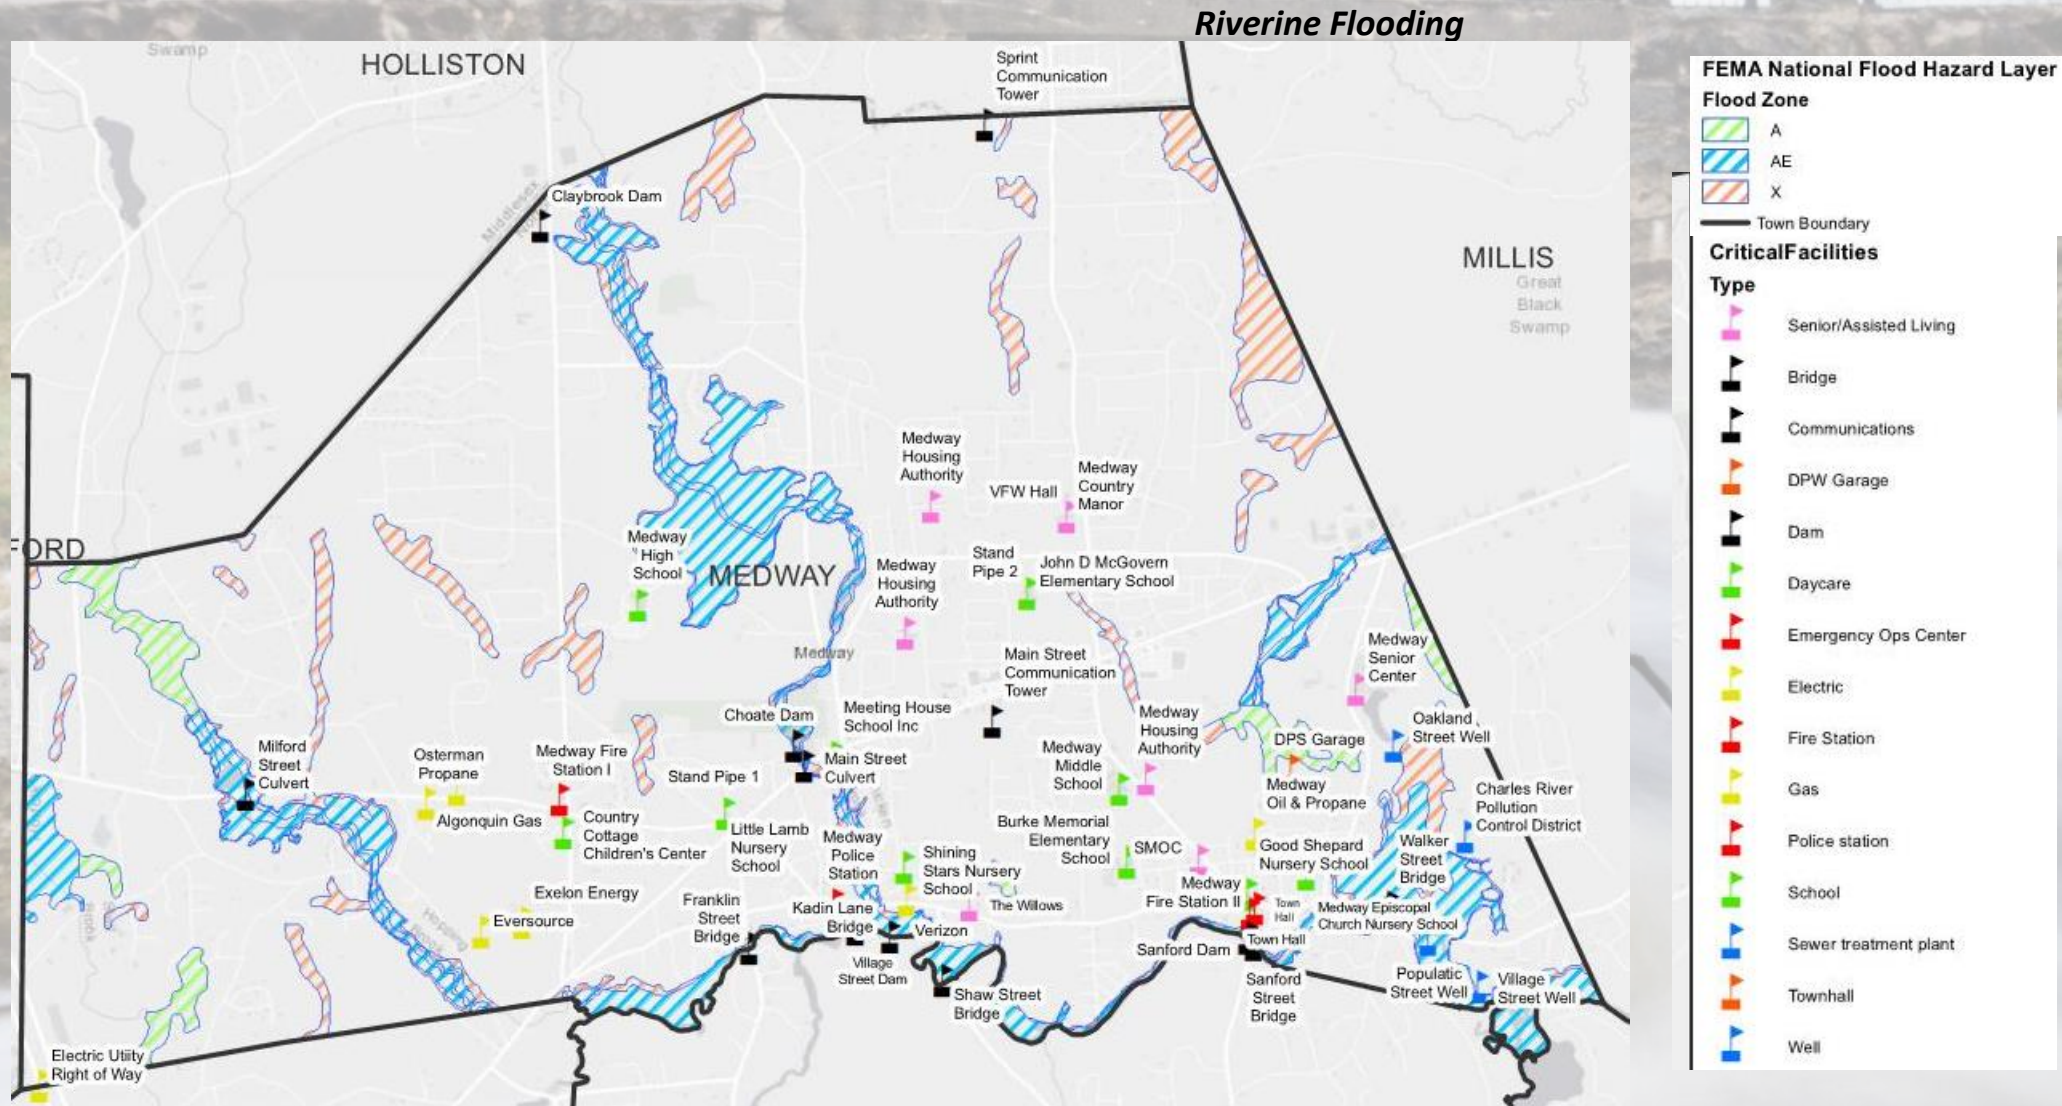 Riverine Flooding
Swamp
HOLLISTON
Sprint
Communication
Tower
Claybrook Dam
Middlesex
MILLIS
Great
Black
Swamp
Medway
Housing
Authority
VFW Hall
Medway
Country
Manor
FORD
Medway
High
School
MEDWAY
Medway
Housing
Authority
Stand
Pipe 2
John D McGovern
Elementary School
Medway
Main Street
Communication
Tower
Medway
Senior
Center
Choate Dam
Meeting House
School Inc
Main Street
Culvert
Medway
Housing
Authority
Oakland
Street Well
DPS Garage
Milford
Street
Culvert
Osterman
Propane
Algonquin Gas
Medway Fire
Station I
Stand Pipe 1
Country
Cottage
Children's Center
Little Lamb
Nursery
School
Medway
Middle
School
Medway
Oil & Propane
Charles River
Pollution
Control District
Burke Memorial
Elementary
School
SMOC
Medway
Police
Station
Shining
Stars Nursery
School
Good Shepard
Nursery School
Walker
Street
Bridge
Exelon Energy
Eversource
Franklin
Street
Bridge
Kadin Lane
Bridge
The Willows
Verizon
Medway
Fire Station II
Town
Hall
Medway Episcopal
Church Nursery School
Town Hall
Village
Street Dam
Sanford Dam
Shaw Street
Bridge
Sanford
Street
Bridge
Populatic
Street Well
Village
Street Well
Electric Utiity
Right of Way
FEMA National Flood Hazard Layer
Flood Zone
A
AE
X
Town Boundary
CriticalFacilities
Type
Senior/Assisted Living
Bridge
Communications
DPW Garage
Dam
Daycare
Emergency Ops Center
Electric
Fire Station
Gas
Police station
School
Sewer treatment plant
Townhall
Well